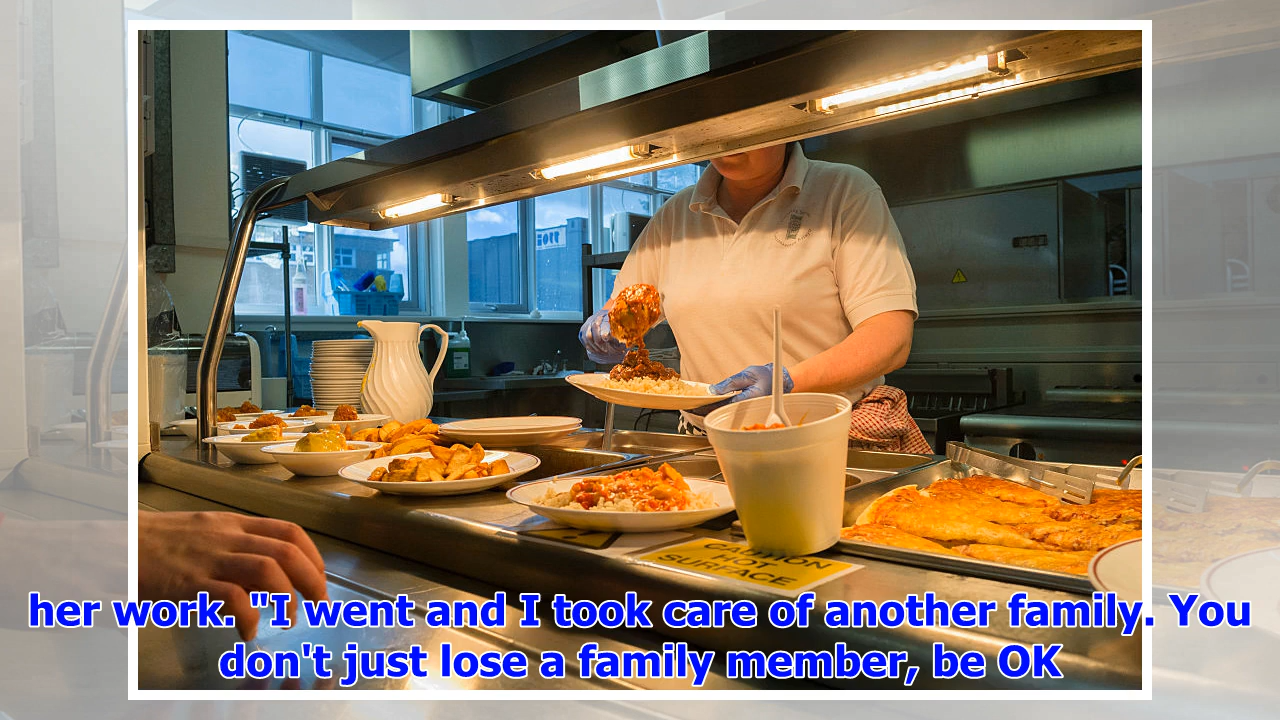 CAUTION
HOT
SURFACE
her work. "I went and I took care of another family. You
don't just lose a family member, be OK